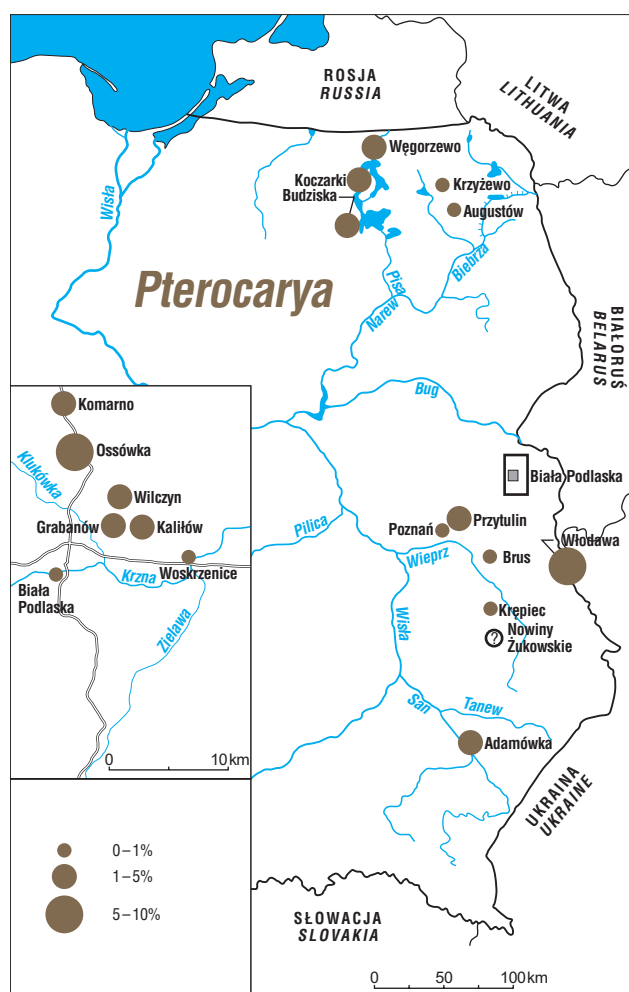 ROSJA
RUSSIA
LITWA
LITHUANIA
Węgorzewo
Koczarki
Budziska
Krzyżewo
Augustów
Wisła
Pterocarya
Pisa
Biebrza
Narew
BIAŁORUŚ
BELARUS
Bug
Komarno
Ossówka
Klukówka
Wilczyn
Grabanów
Kaliłów
Woskrzenice
Krzna
Biała
Podlaska
Zielawa
0
10 km
Biała Podlaska
Pilica
Przytulin
Poznań
Wieprz
Włodawa
Brus
Krępiec
?
Nowiny
Żukowskie
Wisła
San
Tanew
Adamówka
UKRAINA
UKRAINE
0–1%
1–5%
5–10%
SŁOWACJA
SLOVAKIA
0
50
100 km